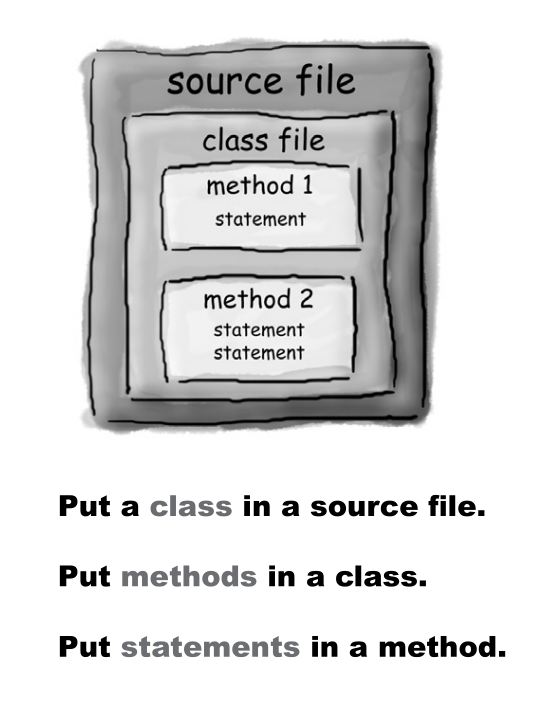 source file
class file
method 1
statement
method 2
statement
statement
Put a class in a source file.
Put methods in a class.
Put statements in a method.